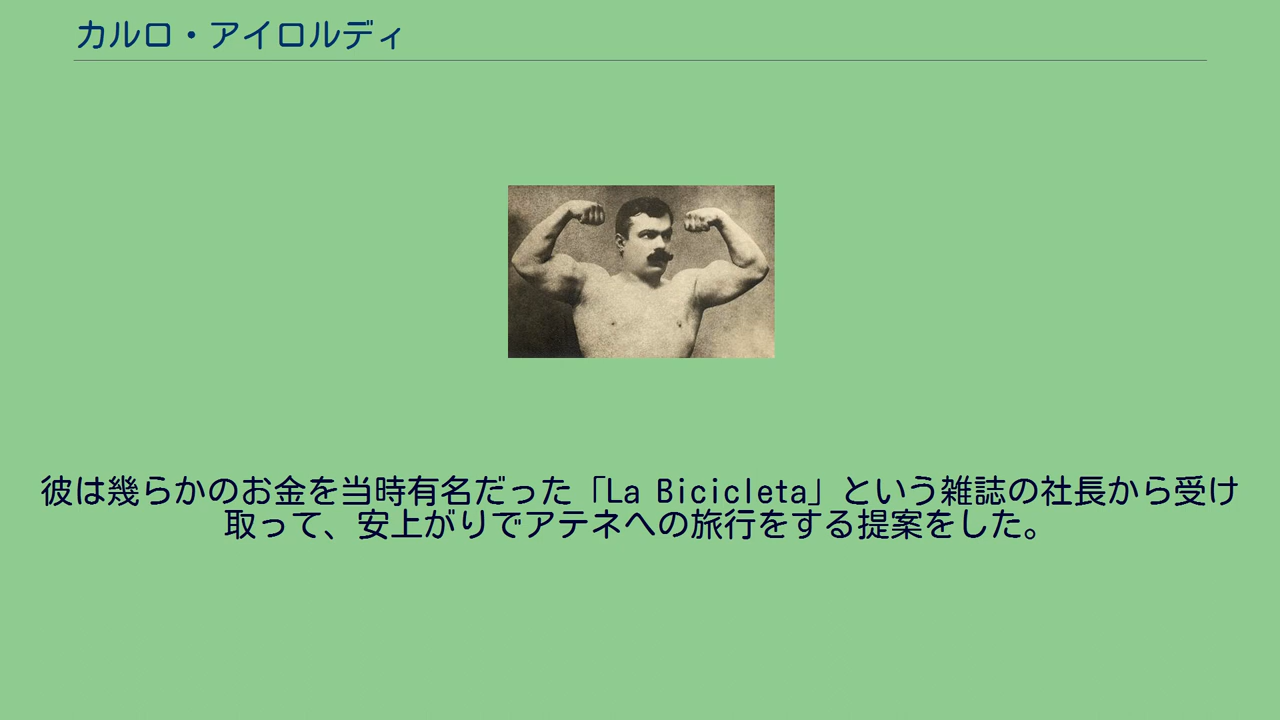 カルロ・アイロルディ
彼は幾らかのお金を当時有名だった「La Bicicleta」という雑誌の社長から受け
取って、安上がりでアテネへの旅行をする提案をした。